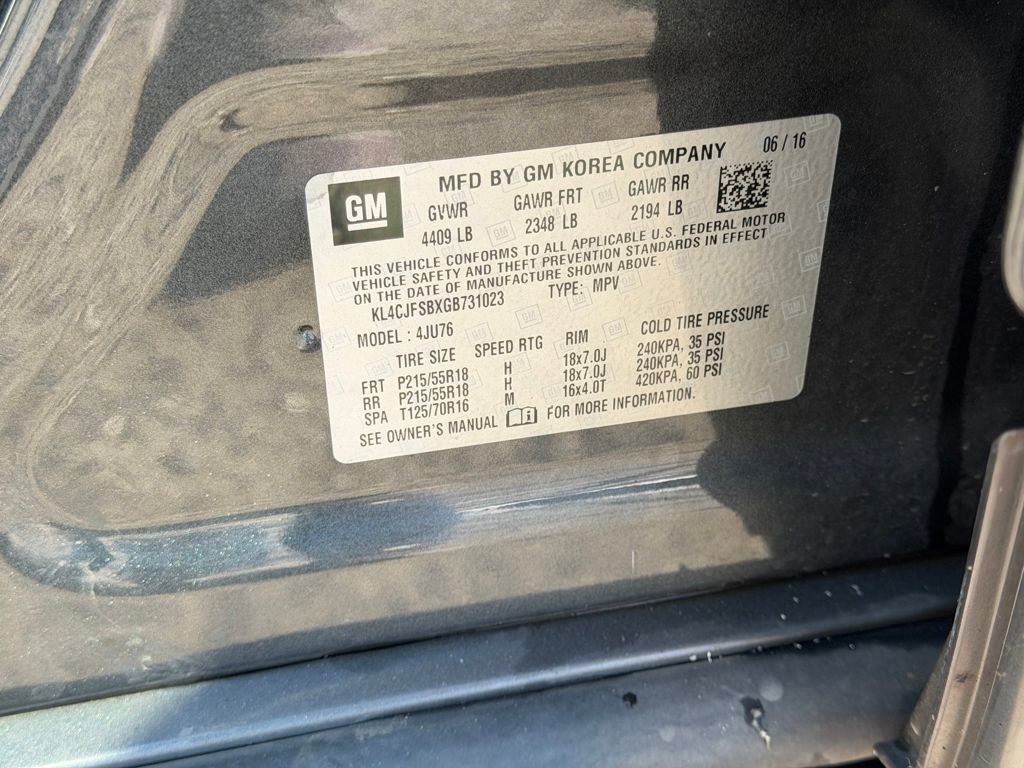 MFD BY GM KOREA COMPANY 06 / 16
GM GVWR GAWR FRT GAWR RR
4409 LB 2348 LB 2194 LB
THIS VEHICLE CONFORMS TO ALL APPLICABLE U.S. FEDERAL MOTOR
VEHICLE SAFETY AND THEFT PREVENTION STANDARDS IN EFFECT
ON THE DATE OF MANUFACTURE SHOWN ABOVE.
KL4CJFSBXGB731023 TYPE: MPV
MODEL : 4JU76
TIRE SIZE SPEED RTG RIM COLD TIRE PRESSURE
FRT P215/55R18 H 18x7.0J 240KPA, 35 PSI
RR P215/55R18 H 18x7.0J 240KPA, 35 PSI
SPA T125/70R16 M 16x4.0T 420KPA, 60 PSI
SEE OWNER'S MANUAL FOR MORE INFORMATION.